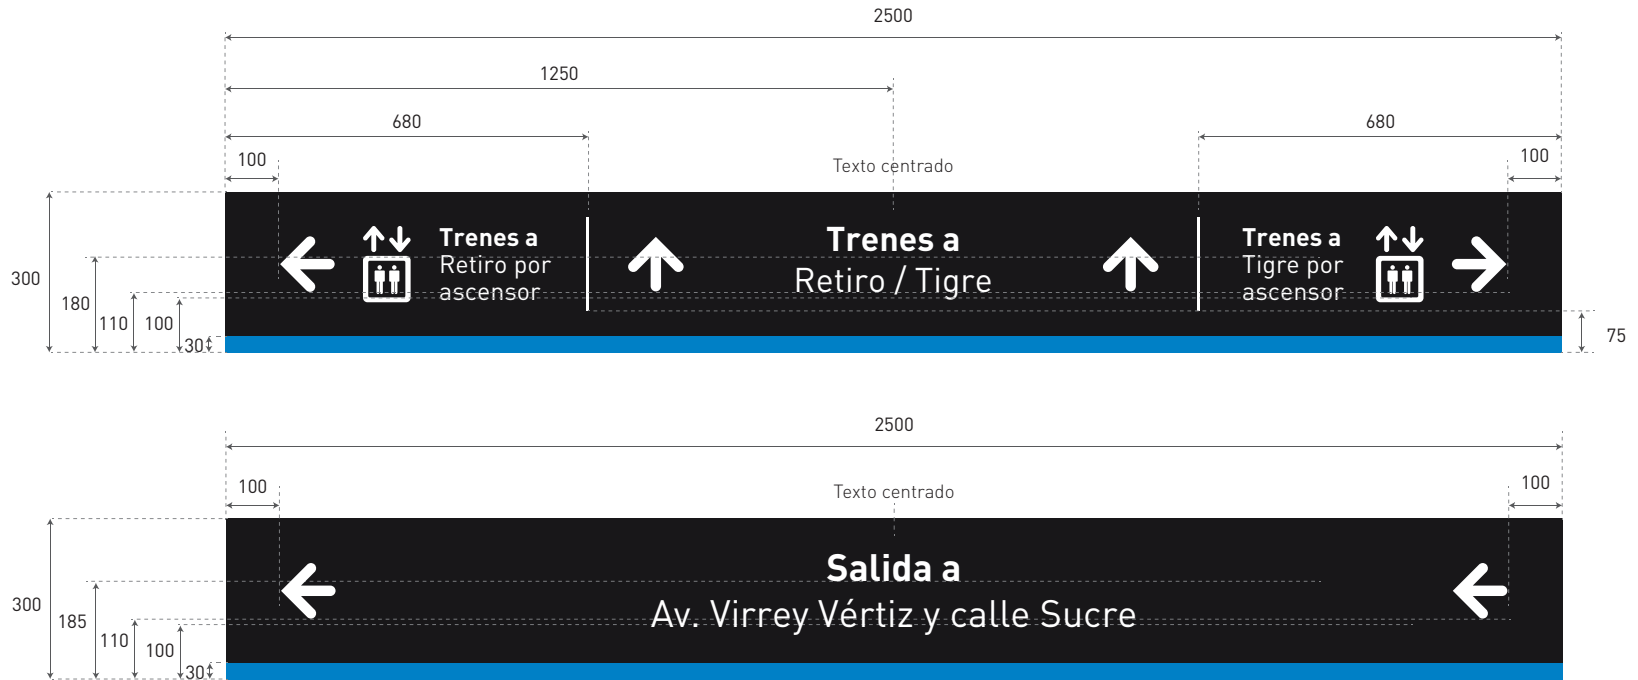 2500
1250
680
680
100
Texto centrado
100
Trenes a
Retiro por
ascensor
Trenes a
Retiro / Tigre
Trenes a
Tigre por
ascensor
300
180
110
100
30
75
2500
100
Texto centrado
100
Salida a
Av. Virrey Vértiz y calle Sucre
300
185
110
100
30